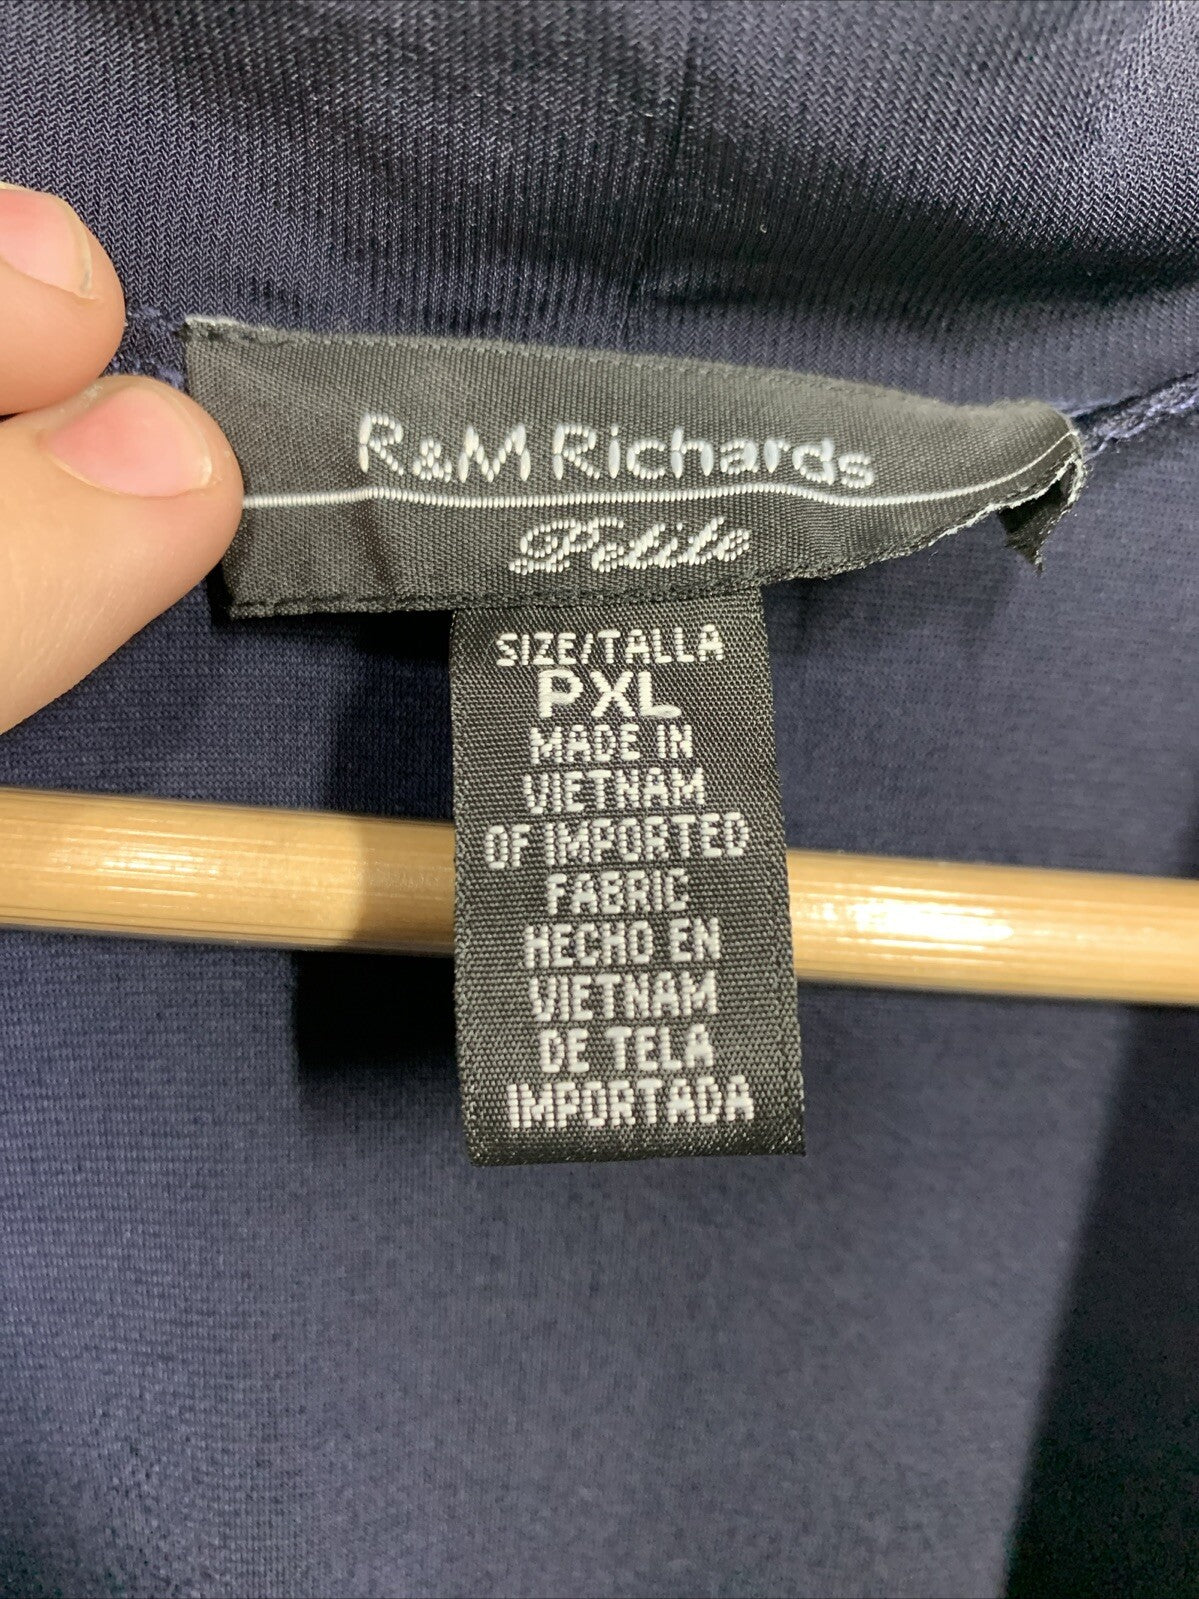 R&M Richards
Petite
SIZE/TALLA
PXL
MADE IN
VIETNAM
OF IMPORTED
FABRIC
HECHO EN
VIETNAM
DE TELA
IMPORTADA